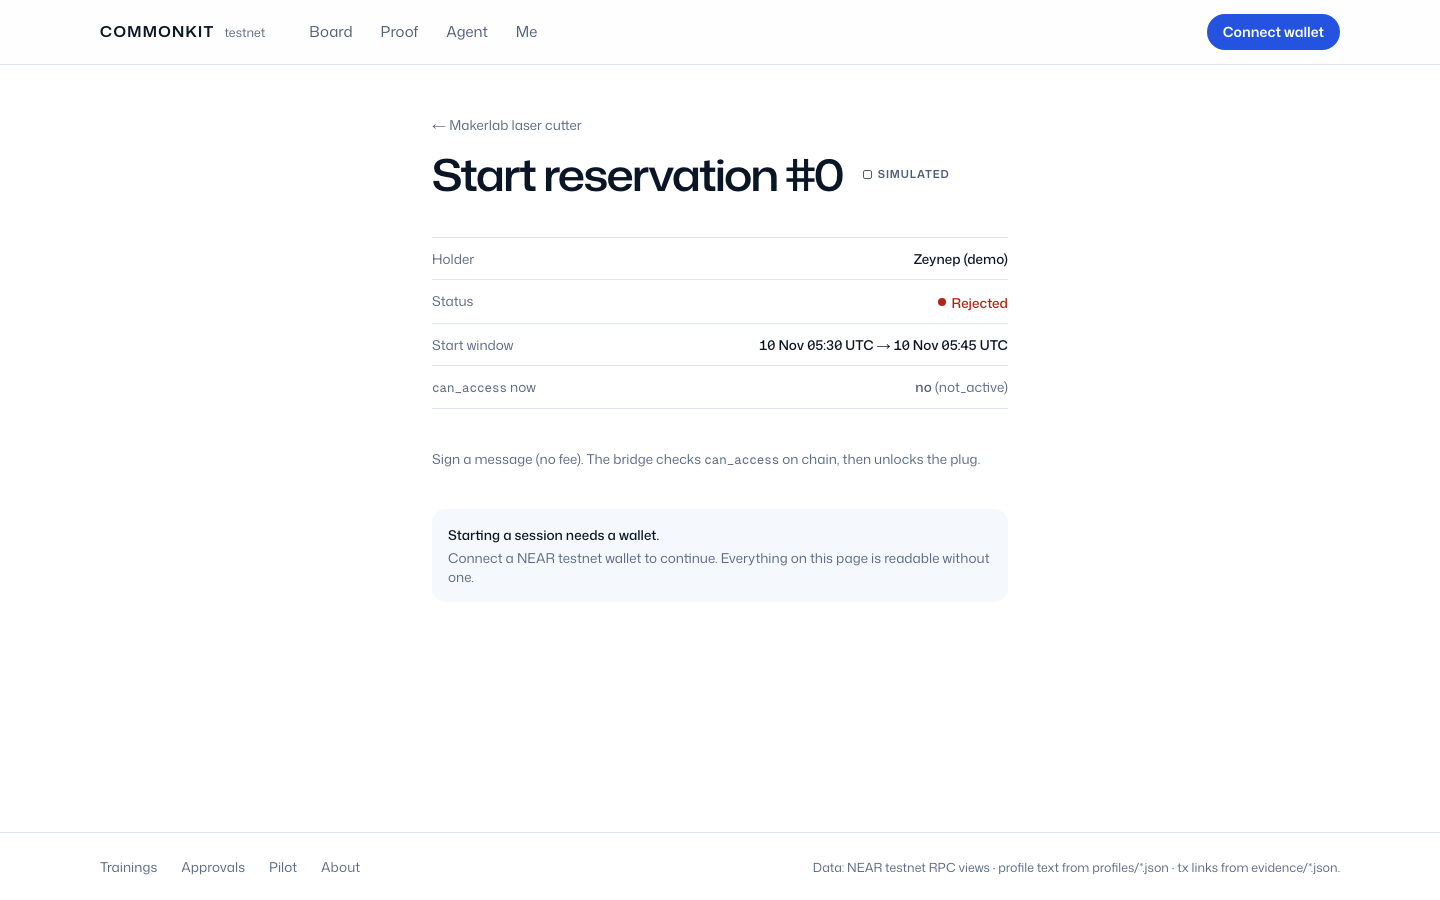 COMMONKIT testnet Board Proof Agent Me Connect wallet
← Makerlab laser cutter
Start reservation #0 SIMULATED
Holder Zeynep (demo)
Status Rejected
Start window 10 Nov 05:30 UTC → 10 Nov 05:45 UTC
can_access now no (not_active)
Sign a message (no fee). The bridge checks can_access on chain, then unlocks the plug.
Starting a session needs a wallet.
Connect a NEAR testnet wallet to continue. Everything on this page is readable without
one.
Trainings Approvals Pilot About Data: NEAR testnet RPC views · profile text from profiles/*.json · tx links from evidence/*.json.